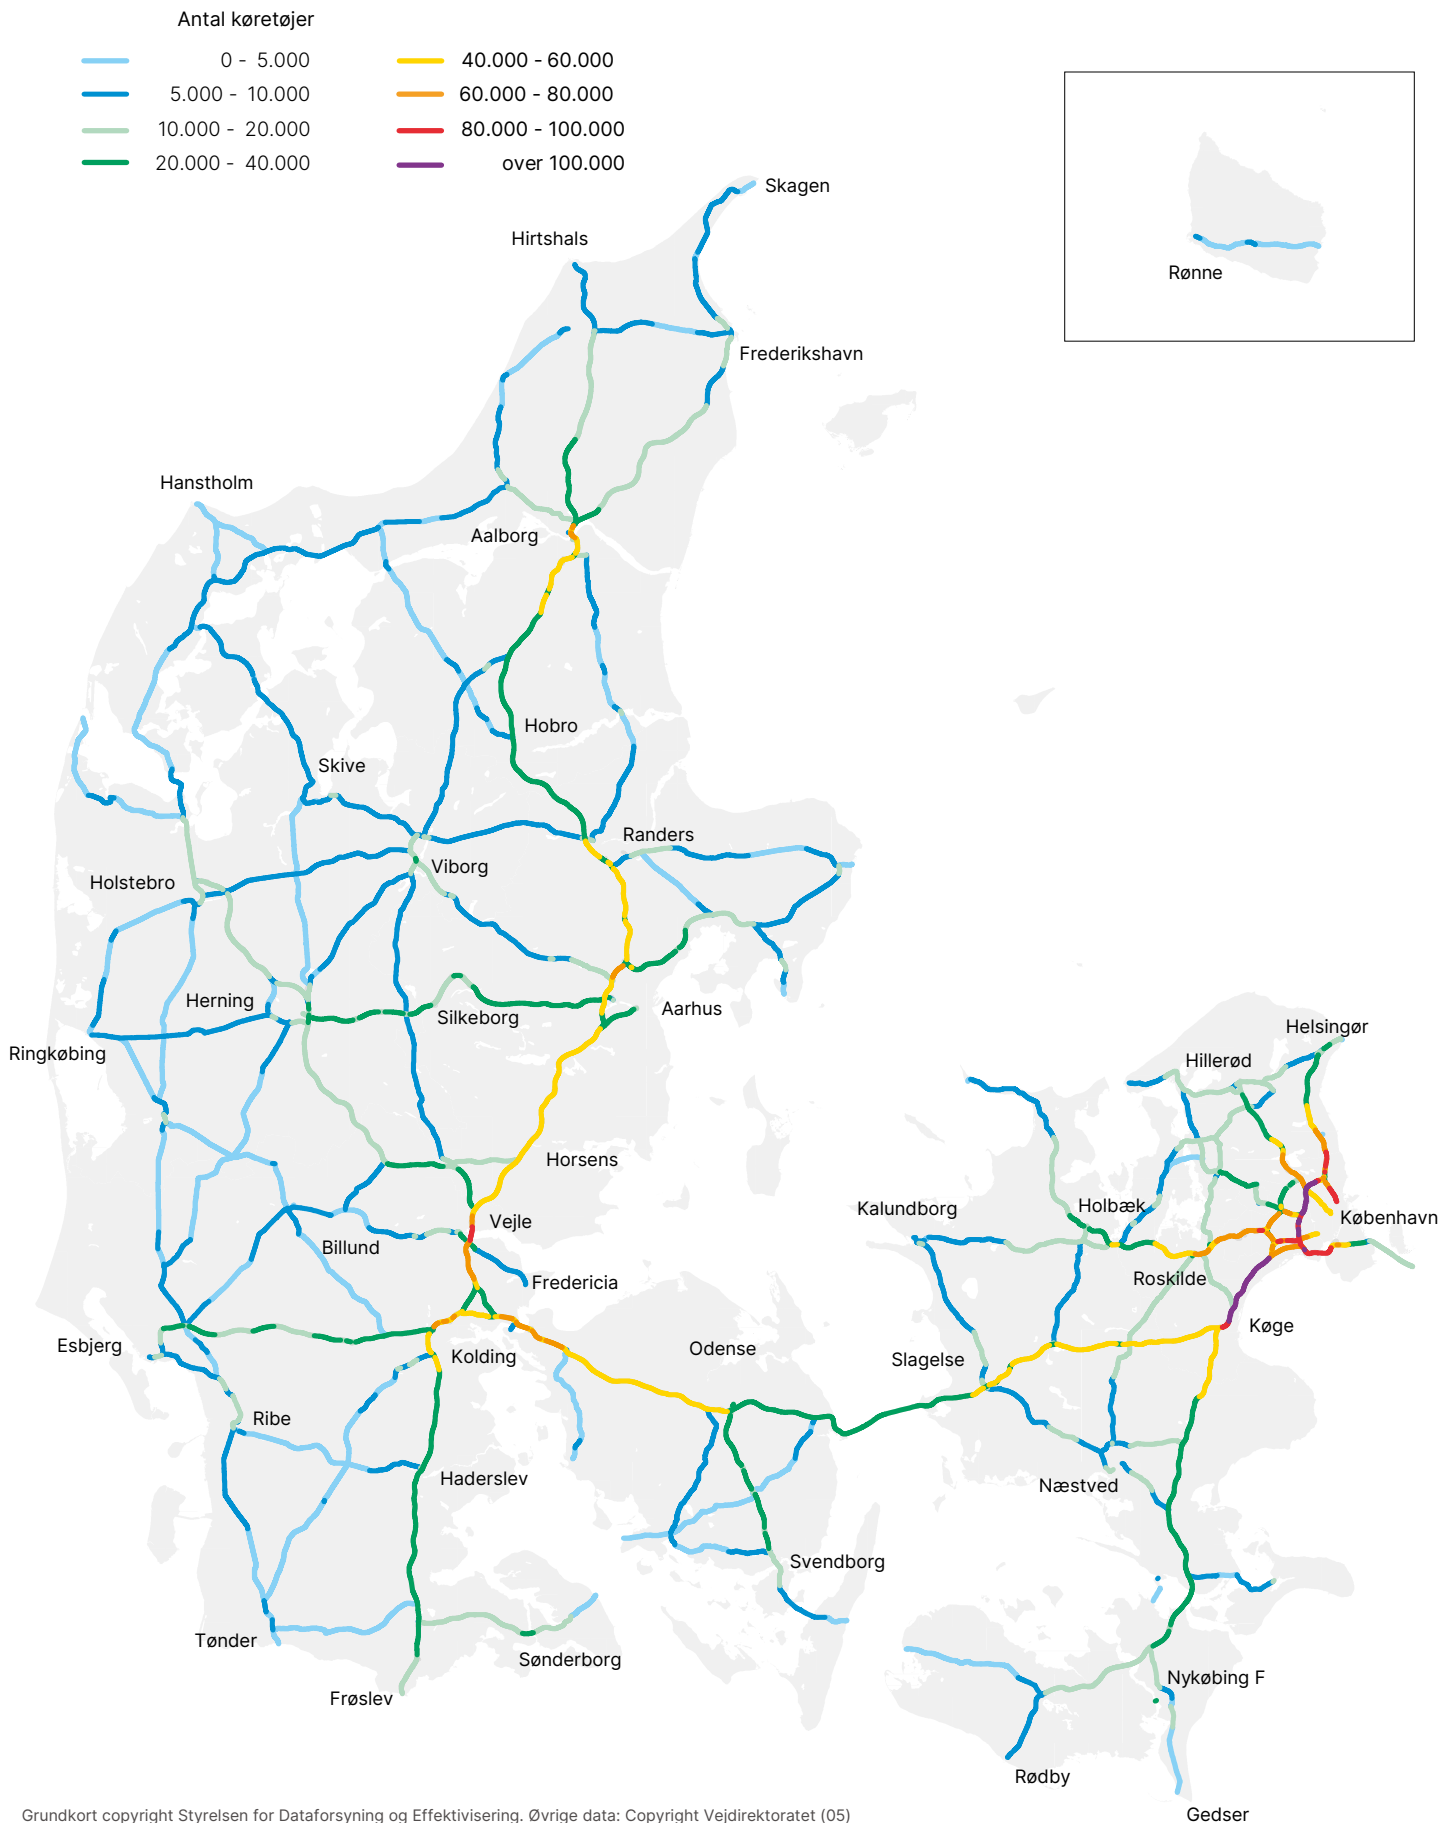 Antal køretøjer
0 - 5.000
5.000 - 10.000
10.000 - 20.000
20.000 - 40.000
40.000 - 60.000
60.000 - 80.000
80.000 - 100.000
over 100.000
Skagen
Hirtshals
Rønne
Frederikshavn
Hanstholm
Aalborg
Hobro
Skive
Randers
Viborg
Holstebro
Herning
Silkeborg
Aarhus
Ringkøbing
Helsingør
Hillerød
Horsens
Kalundborg
Holbæk
København
Vejle
Billund
Fredericia
Roskilde
Køge
Esbjerg
Kolding
Odense
Slagelse
Ribe
Haderslev
Næstved
Svendborg
Tønder
Sønderborg
Frøslev
Nykøbing F
Rødby
Gedser
Grundkort copyright Styrelsen for Dataforsyning og Effektivisering. Øvrige data: Copyright Vejdirektoratet (05)